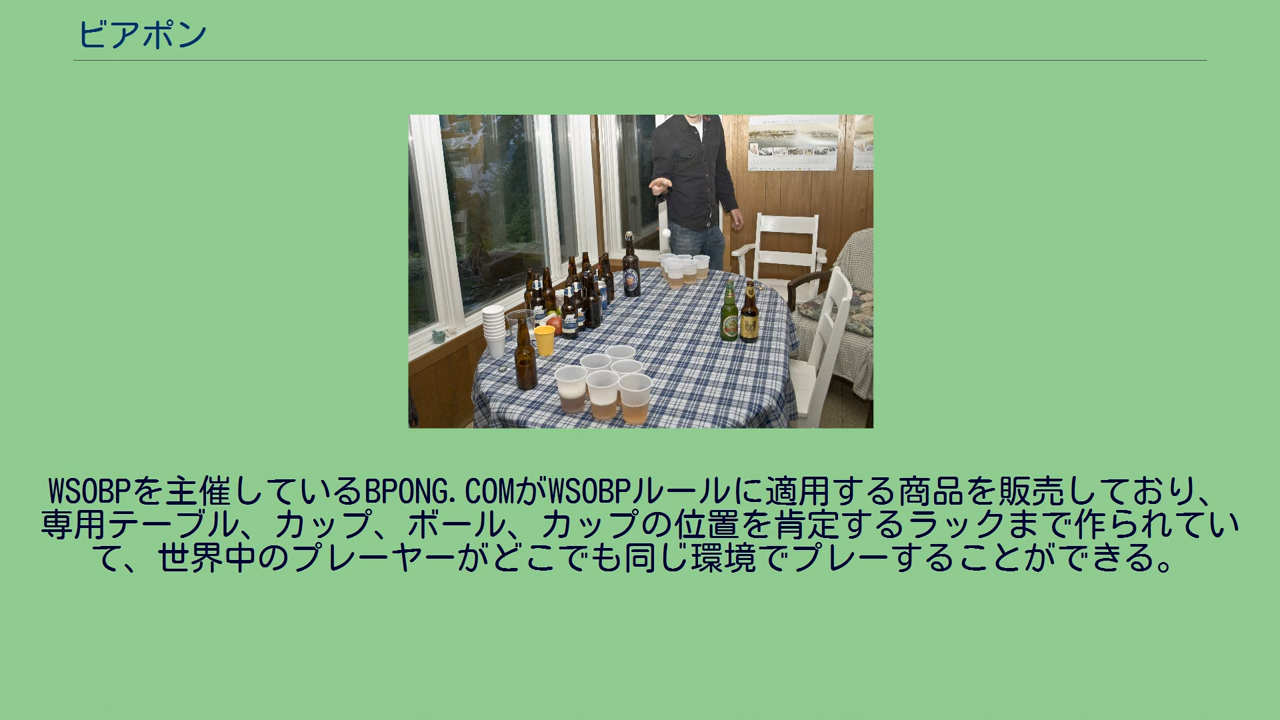 ビアポン
WSOBPを主催しているBPONG.COMがWSOBPルールに適用する商品を販売しており、
専用テーブル、カップ、ボール、カップの位置を肯定するラックまで作られてい
て、世界中のプレーヤーがどこでも同じ環境でプレーすることができる。